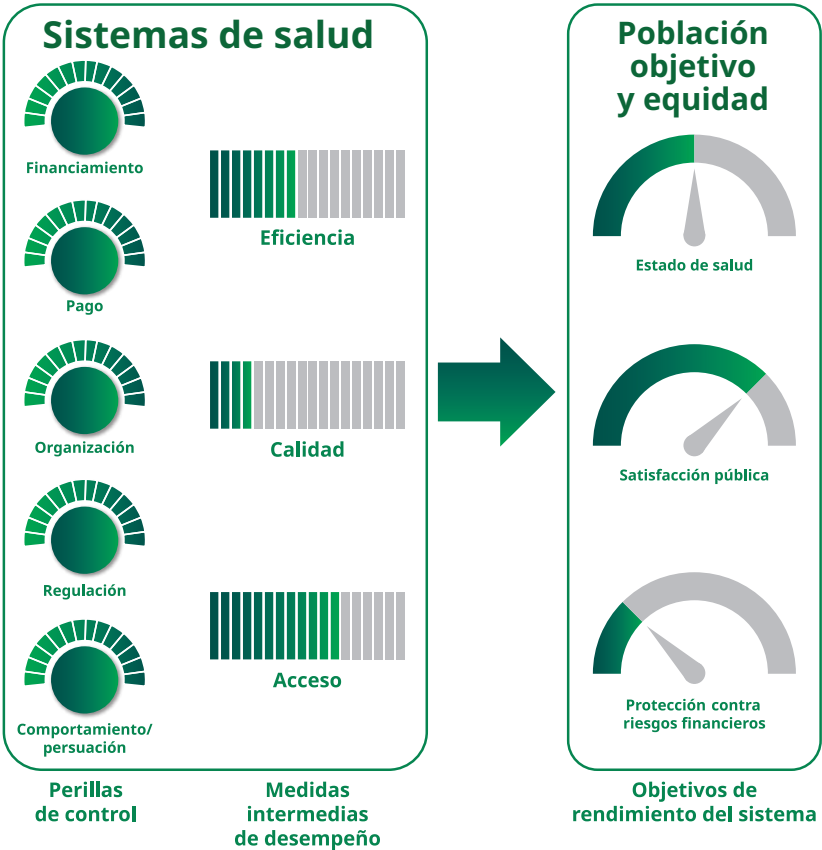 Sistemas de salud
Financiamiento
Pago
Organización
Regulación
Comportamiento/
persuación
Eficiencia
Calidad
Acceso
Perillas
de control
Medidas
intermedias
de desempeño
Población
objetivo
y equidad
Estado de salud
Satisfacción pública
Protección contra
riesgos financieros
Objetivos de
rendimiento del sistema